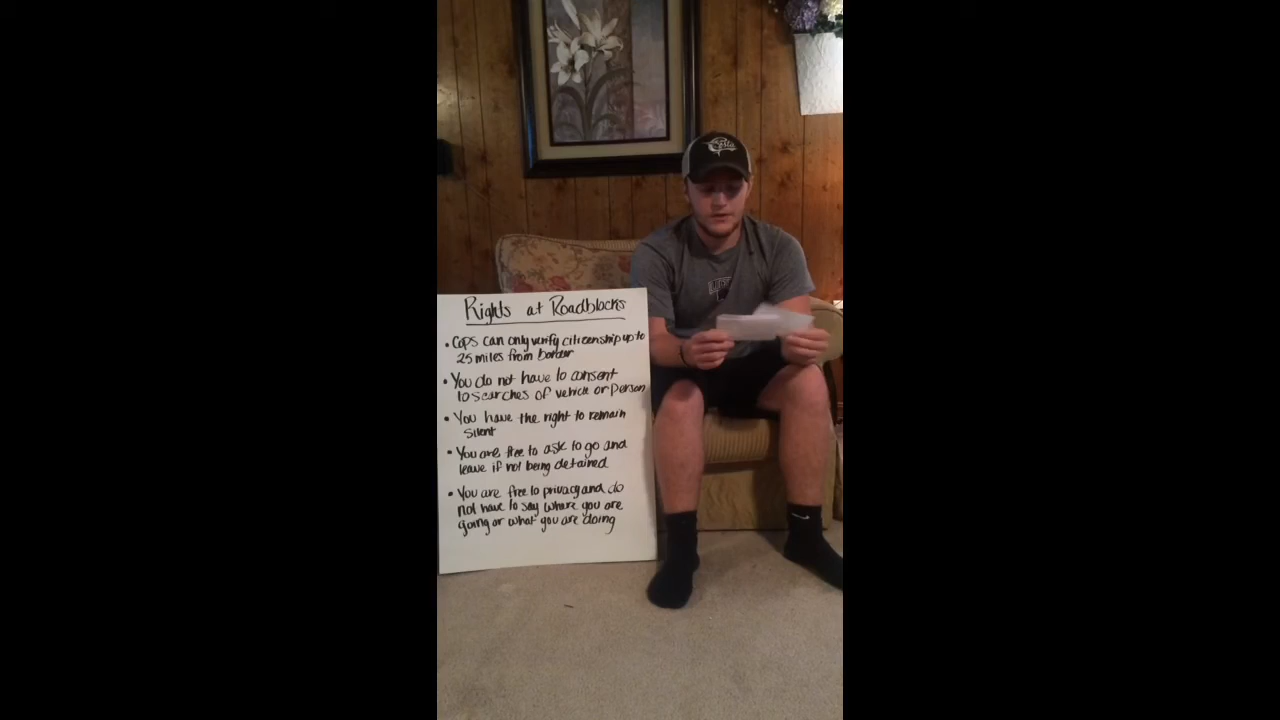 Costa
Rights at Roadblocks
• Cops can only verify citizenship up to
25 miles from border
• You do not have to consent
to searches of vehicle or person
• You have the right to remain
silent
• You are free to ask to go and
leave if not being detained
• You are free to privacy and do
not have to say where you are
going or what you are doing